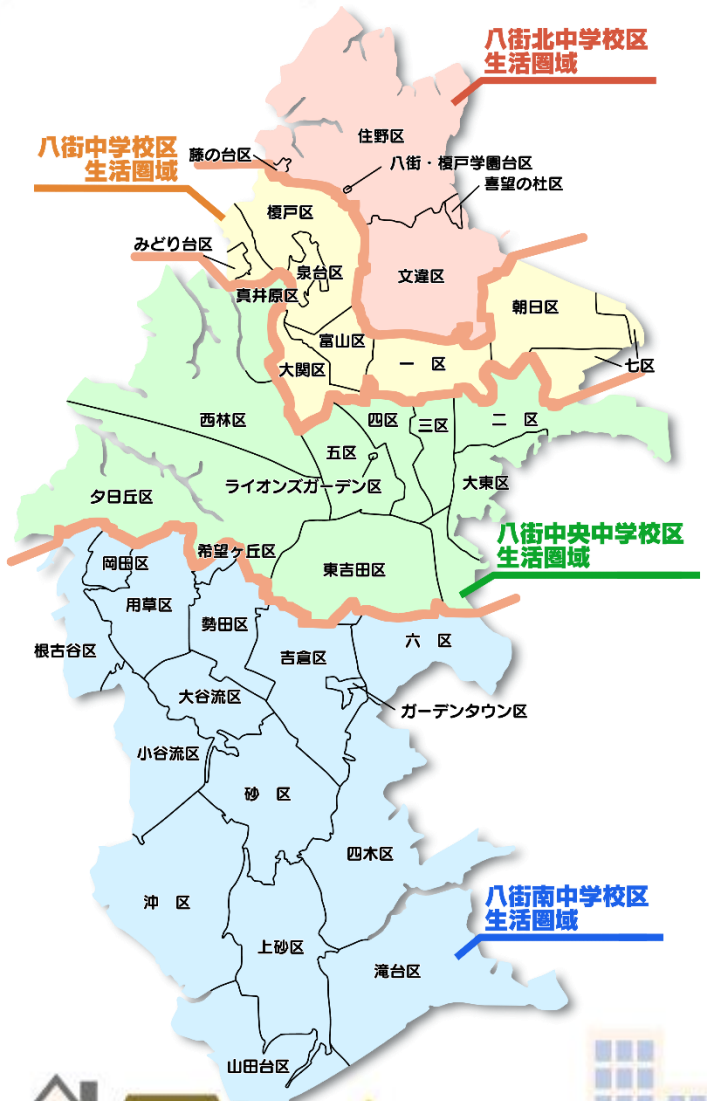 八街北中学校区
生活圏域
住野区
八街中学校区
生活圏域
藤の台区
八街・榎戸学園台区
喜望の杜区
榎戸区
みどり台区
泉台区
文違区
真井原区
朝日区
富山区
一 区
七区
大関区
西林区
四区
三区
二 区
五区
ライオンズガーデン区
大東区
夕日丘区
八街中央中学校区
生活圏域
希望ヶ丘区
岡田区
東吉田区
用草区
勢田区
六 区
根古谷区
吉倉区
大谷流区
ガーデンタウン区
小谷流区
砂 区
四木区
沖 区
八街南中学校区
生活圏域
上砂区
滝台区
山田台区